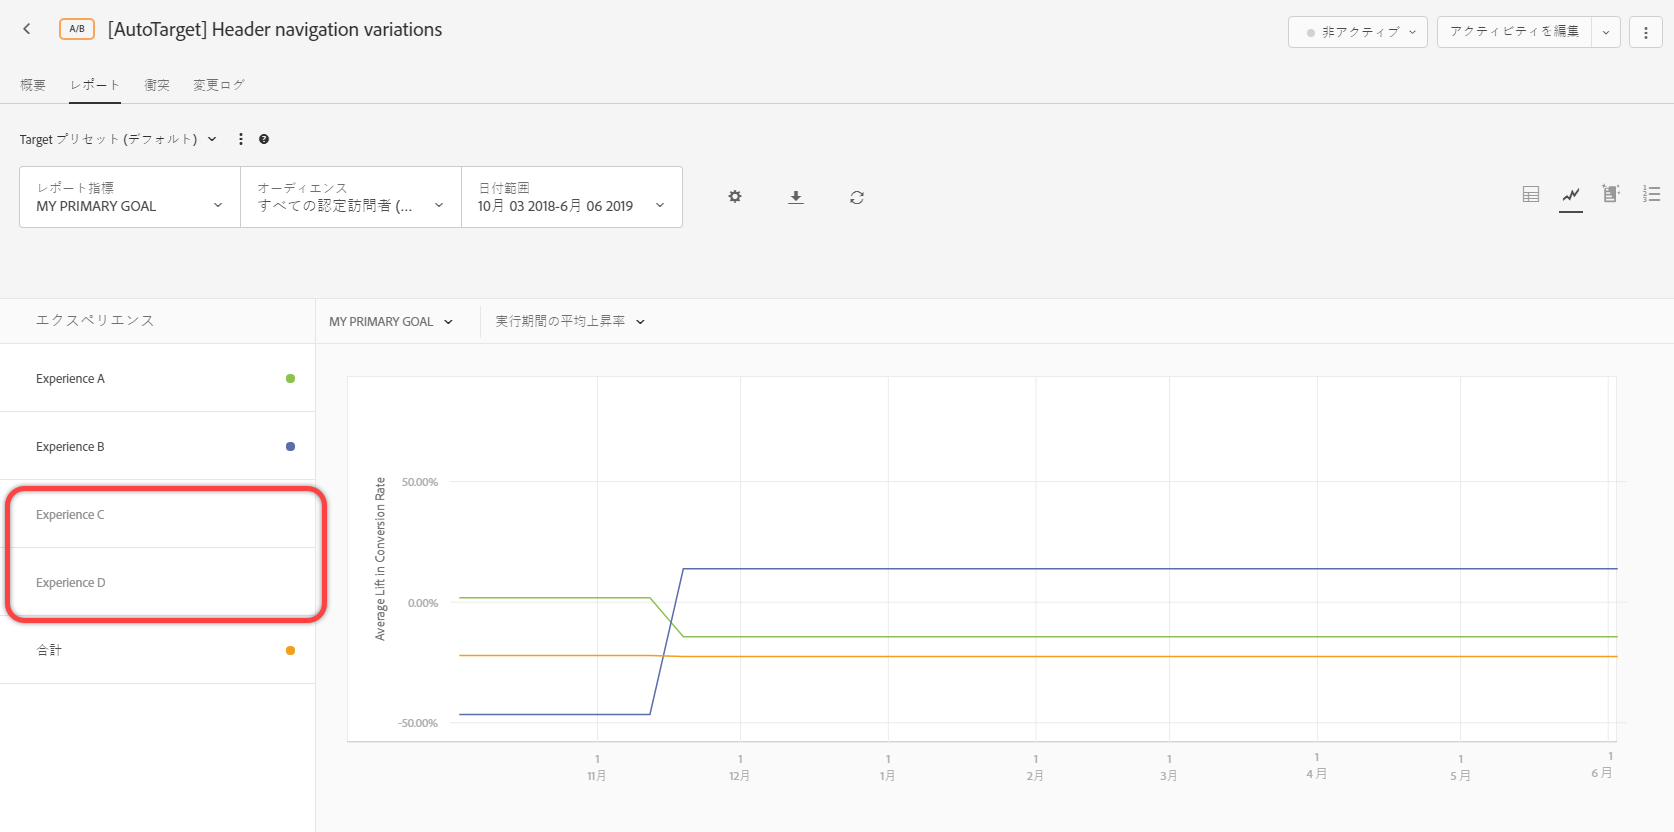 A/B [AutoTarget] Header navigation variations
非アクティブ
アクティビティを編集
概要 レポート 衝突 変更ログ
Target プリセット (デフォルト)
レポート指標
MY PRIMARY GOAL
オーディエンス
すべての認定訪問者 (...
日付範囲
10月 03 2018-6月 06 2019
エクスペリエンス
MY PRIMARY GOAL
実行期間の平均上昇率
Experience A
Experience B
Experience C
Experience D
合計
Average Lift in Conversion Rate
50.00%
0.00%
-50.00%
1
11月
1
12月
1
1月
1
2月
1
3月
1
4 月
1
5 月
1
6 月